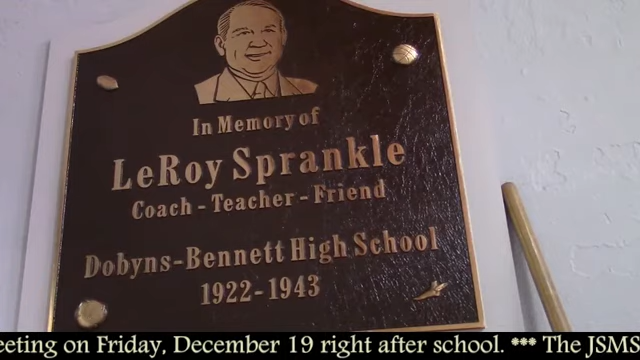 In Memory of
LeRoy Sprankle
Coach - Teacher - Friend
Dobyns-Bennett High School
1922-1943
eeting on Friday, December 19 right after school. *** The JSMS